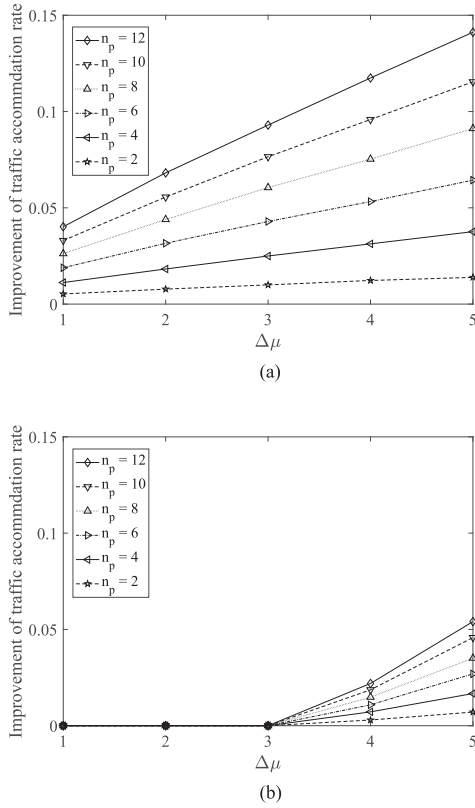 (a)
0.15
0.1
0.05
0
Improvement of traffic accommdation rate
n_p = 12
n_p = 10
n_p = 8
n_p = 6
n_p = 4
n_p = 2
1 2 3 4 5
Δμ
(a)
0.15
0.1
0.05
0
Improvement of traffic accommdation rate
n_p = 12
n_p = 10
n_p = 8
n_p = 6
n_p = 4
n_p = 2
1 2 3 4 5
Δμ
(b)